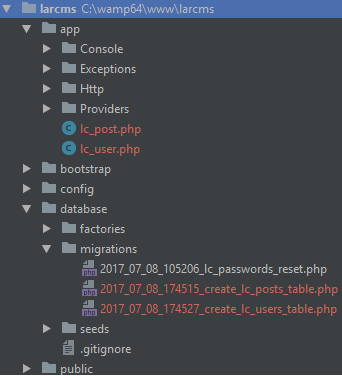 larcms C:\wamp64\www\larcms
app
Console
Exceptions
Http
Providers
lc_post.php
lc_user.php
bootstrap
config
database
factories
migrations
2017_07_08_105206_lc_passwords_reset.php
2017_07_08_174515_create_lc_posts_table.php
2017_07_08_174527_create_lc_users_table.php
seeds
.gitignore
public